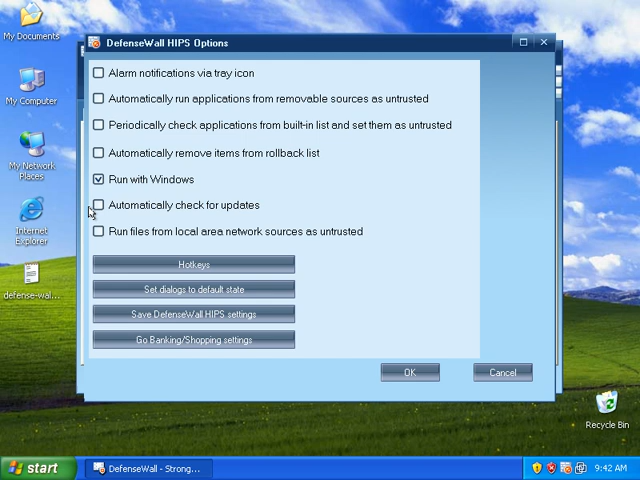 My Documents
My Computer
My Network
Places
Internet
Explorer
defense-wal...
DefenseWall HIPS Options
Alarm notifications via tray icon
Automatically run applications from removable sources as untrusted
Periodically check applications from built-in list and set them as untrusted
Automatically remove items from rollback list
Run with Windows
Automatically check for updates
Run files from local area network sources as untrusted
Hotkeys
Set dialogs to default state
Save DefenseWall HIPS settings
Go Banking/Shopping settings
OK
Cancel
Recycle Bin
start
DefenseWall - Strong...
9:42 AM